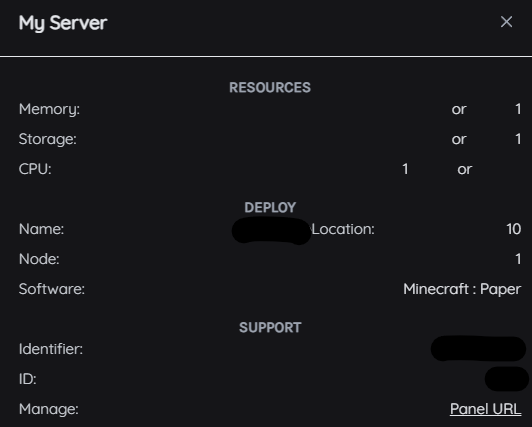 My Server
RESOURCES
Memory: or 1
Storage: or 1
CPU: 1 or
DEPLOY
Name: Location: 10
Node: 1
Software: Minecraft : Paper
SUPPORT
Identifier:
ID:
Manage: Panel URL